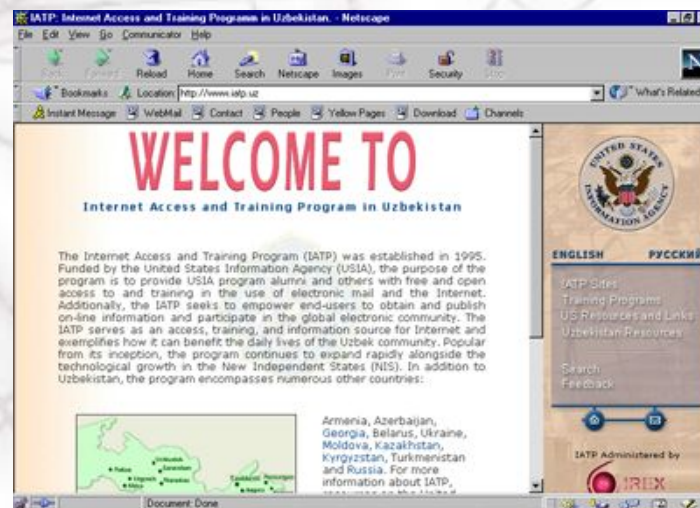 IATP: Internet Access and Training Programm in Uzbekistan. - Netscape
File Edit View Go Communicator Help
Back Forward Reload Home Search Netscape Images Print Security Stop
Bookmarks Location: http://www.iatp.uz What's Related
Instant Message WebMail Contact People Yellow Pages Download Channels
WELCOME TO
Internet Access and Training Program in Uzbekistan
The Internet Access and Training Program (IATP) was established in 1995.
Funded by the United States Information Agency (USIA), the purpose of the
program is to provide USIA program alumni and others with free and open
access to and training in the use of electronic mail and the Internet.
Additionally, the IATP seeks to empower end-users to obtain and publish
on-line information and participate in the global electronic community. The
IATP serves as an access, training, and information source for Internet and
exemplifies how it can benefit the daily lives of the Uzbek community. Popular
from its inception, the program continues to expand rapidly alongside the
technological growth in the New Independent States (NIS). In addition to
Uzbekistan, the program encompasses numerous other countries:
Armenia, Azerbaijan,
Georgia, Belarus, Ukraine,
Moldova, Kazakhstan,
Kyrgyzstan, Turkmenistan
and Russia. For more
information about IATP,
UNITED STATES
INFORMATION AGENCY
ENGLISH РУССКИЙ
IATP Sites
Training Programs
US Resources and Links
Uzbekistan Resources
Search
Feedback
IATP Administered by
IREX
Document: Done